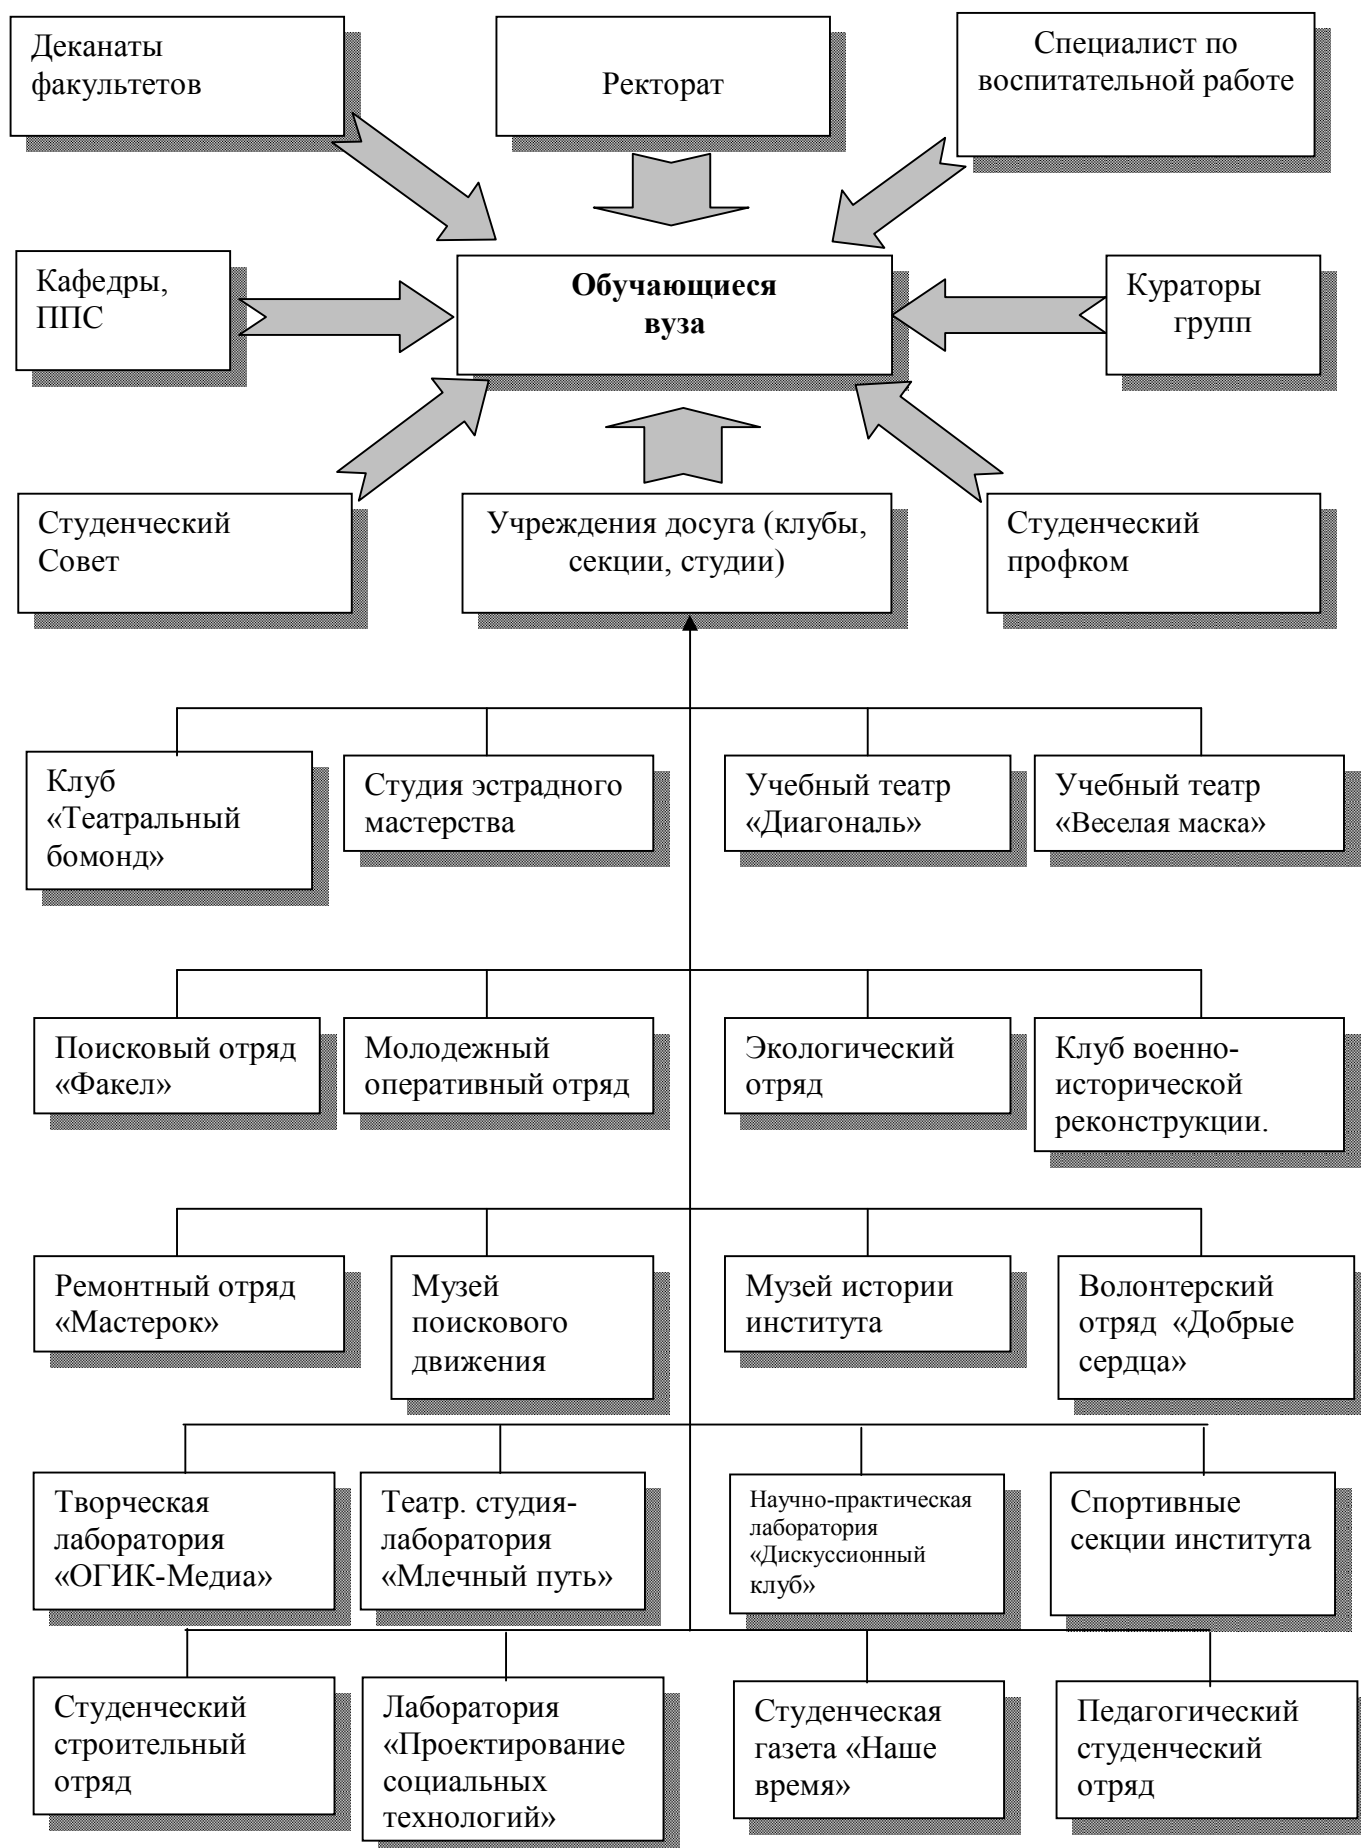 Деканаты
факультетов
Ректорат
Специалист по
воспитательной работе
Кафедры,
ППС
Обучающиеся
вуза
Кураторы
групп
Студенческий
Совет
Учреждения досуга (клубы,
секции, студии)
Студенческий
профком
Клуб
«Театральный
бомонд»
Студия эстрадного
мастерства
Учебный театр
«Диагональ»
Учебный театр
«Веселая маска»
Поисковый отряд
«Факел»
Молодежный
оперативный отряд
Экологический
отряд
Клуб военно-
исторической
реконструкции.
Ремонтный отряд
«Мастерок»
Музей
поискового
движения
Музей истории
института
Волонтерский
отряд «Добрые
сердца»
Творческая
лаборатория
«ОГИК-Медиа»
Театр. студия-
лаборатория
«Млечный путь»
Научно-практическая
лаборатория
«Дискуссионный
клуб»
Спортивные
секции института
Студенческий
строительный
отряд
Лаборатория
«Проектирование
социальных
технологий»
Студенческая
газета «Наше
время»
Педагогический
студенческий
отряд